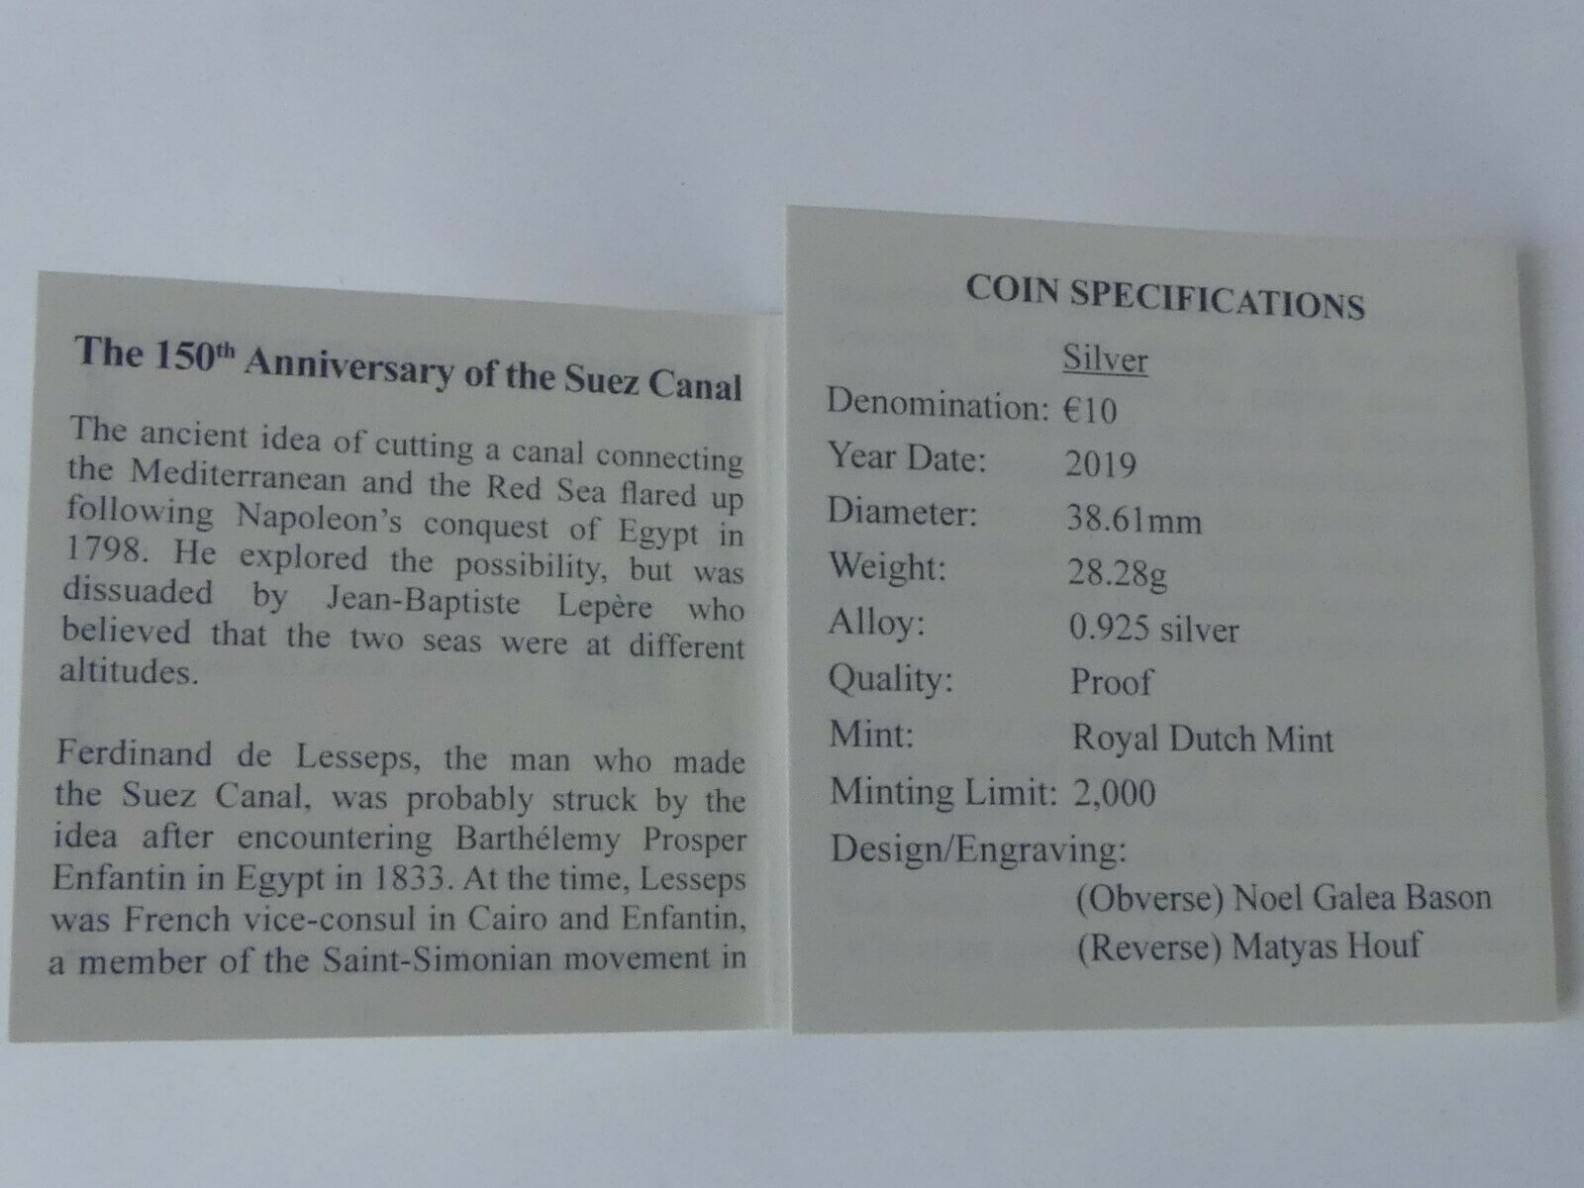 The 150th Anniversary of the Suez Canal
The ancient idea of cutting a canal connecting
the Mediterranean and the Red Sea flared up
following Napoleon's conquest of Egypt in
1798. He explored the possibility, but was
dissuaded by Jean-Baptiste Lepère who
believed that the two seas were at different
altitudes.
Ferdinand de Lesseps, the man who made
the Suez Canal, was probably struck by the
idea after encountering Barthélemy Prosper
Enfantin in Egypt in 1833. At the time, Lesseps
was French vice-consul in Cairo and Enfantin,
a member of the Saint-Simonian movement in
COIN SPECIFICATIONS
Silver
Denomination: €10
Year Date: 2019
Diameter: 38.61mm
Weight: 28.28g
Alloy: 0.925 silver
Quality: Proof
Mint: Royal Dutch Mint
Minting Limit: 2,000
Design/Engraving:
(Obverse) Noel Galea Bason
(Reverse) Matyas Houf